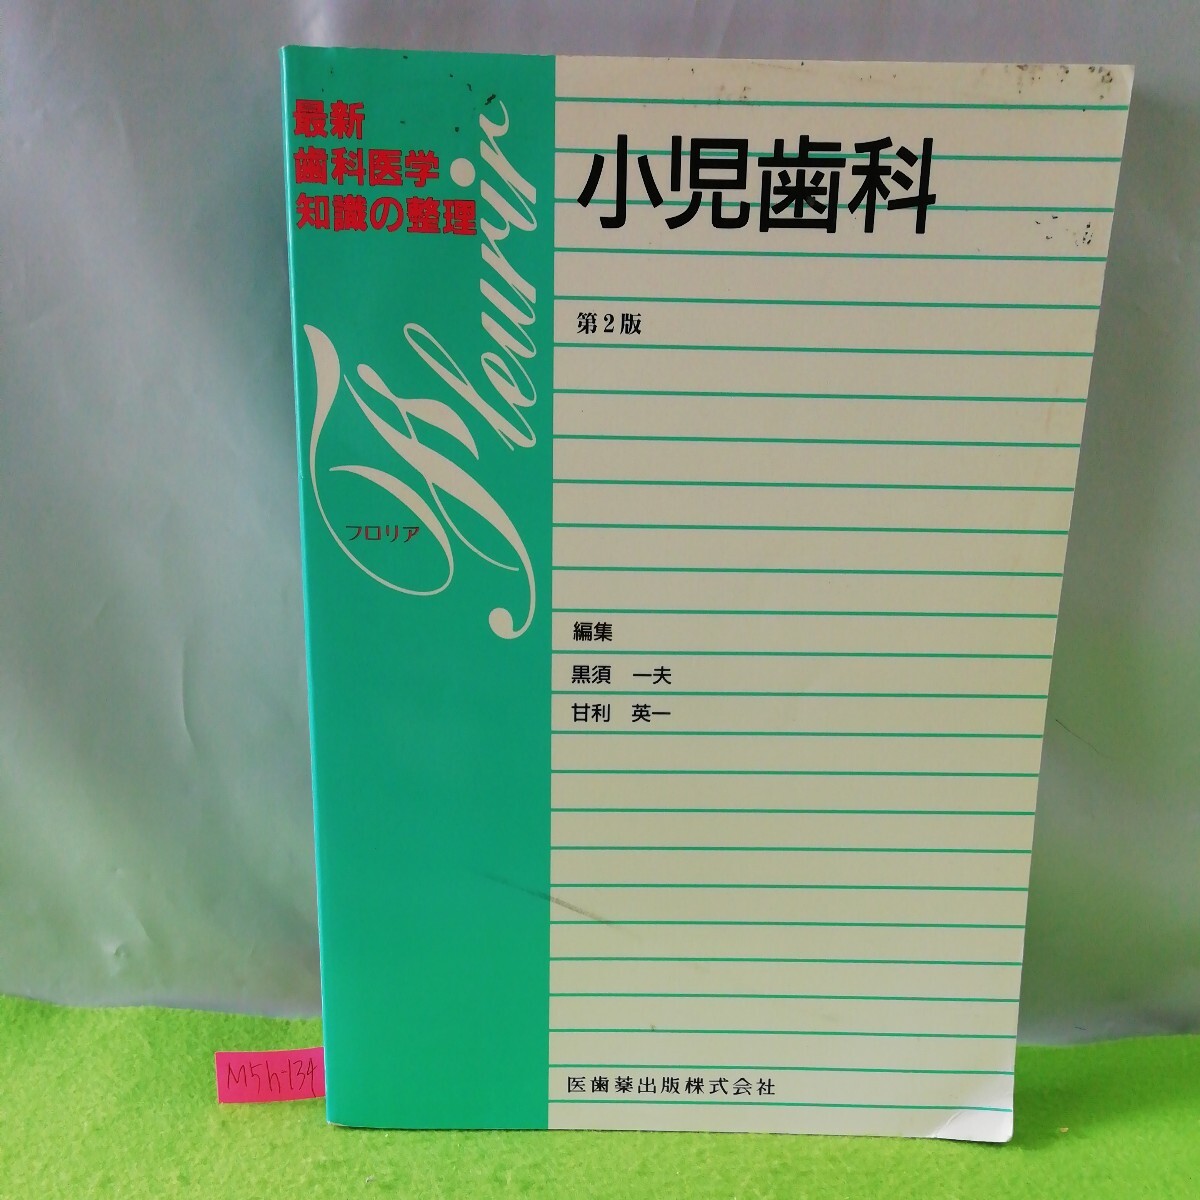 最新
歯科医学
知識の整理
Fleurir
フロリア
小児歯科
第2版
編集
黒須 一夫
甘利 英一
医歯薬出版株式会社
M5h-134